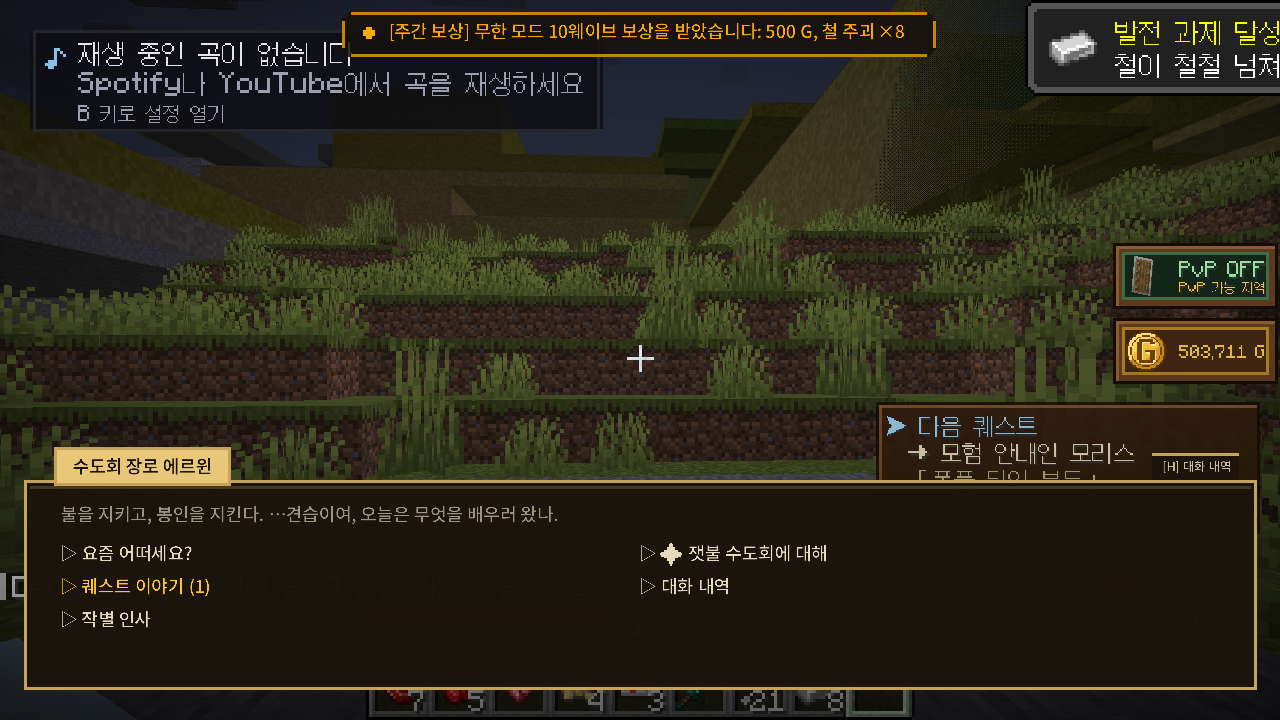 [주간 보상] 무한 모드 10웨이브 보상을 받았습니다: 500 G, 철 주괴 ×8
재생 중인 곡이 없습니다
Spotify나 YouTube에서 곡을 재생하세요
B 키로 설정 열기
발전 과제 달성
철이 철철 넘쳐
PvP OFF
PvP 가능 지역
G
503,711 G
다음 퀘스트
→ 모험 안내인 모리스
[H] 대화 내역
수도회 장로 에르윈
불을 지키고, 봉인을 지킨다. …견습이여, 오늘은 무엇을 배우러 왔나.
▷ 요즘 어떠세요?
▷ 잿불 수도회에 대해
▷ 퀘스트 이야기 (1)
▷ 대화 내역
▷ 작별 인사
7 5 4 3 21 8